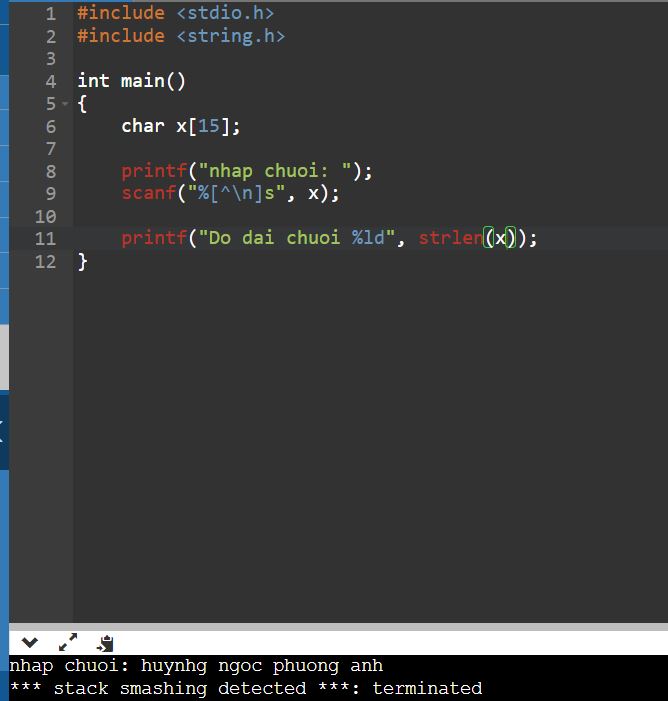 1 #include <stdio.h>
2 #include <string.h>
3
4 int main()
5 {
6 char x[15];
7
8 printf("nhap chuoi: ");
9 scanf("%[^\n]s", x);
10
11 printf("Do dai chuoi %ld", strlen(x));
12 }
nhap chuoi: huynhg ngoc phuong anh
*** stack smashing detected ***: terminated